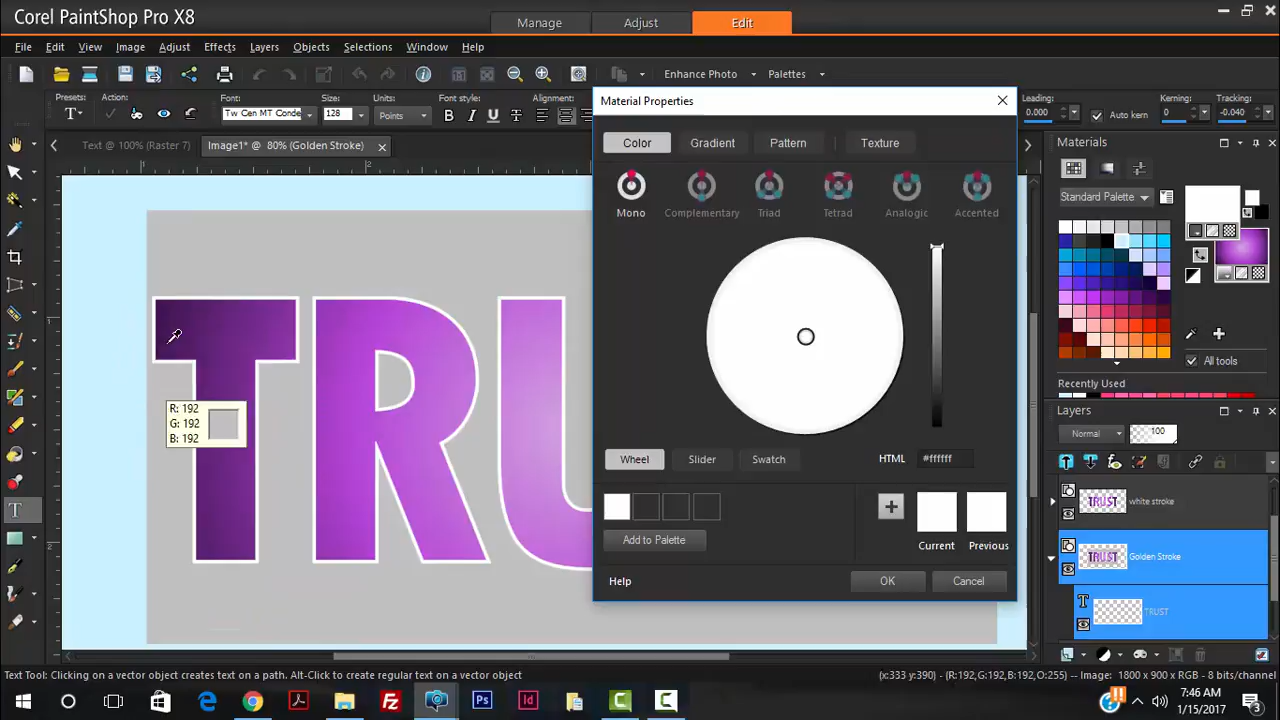 Corel PaintShop Pro X8
Manage Adjust Edit
File Edit View Image Adjust Effects Layers Objects Selections Window Help
Enhance Photo Palettes
Presets: Action: Font: Size: Units: Font style: Alignment: Leading: Kerning: Tracking:
Tw Cen MT Conde 128 Points B I U T 0.000 Auto kern 0 -0.040
Text @ 100% (Raster 7) Image1* @ 80% (Golden Stroke)
Material Properties
Color Gradient Pattern Texture
Mono Complementary Triad Tetrad Analogic Accented
Wheel Slider Swatch HTML #ffffff
Current Previous
Add to Palette
Help OK Cancel
TRU
R: 192
G: 192
B: 192
Materials
Standard Palette
All tools
Recently Used
Layers
Normal 100
TRUST white stroke
TRUST Golden Stroke
T TRUST
Text Tool: Clicking on a vector object creates text on a path. Alt-Click to create regular text on a vector object
(x:333 y:390) - (R:192,G:192,B:192,O:255) -- Image: 1800 x 900 x RGB - 8 bits/channel
7:46 AM
1/15/2017